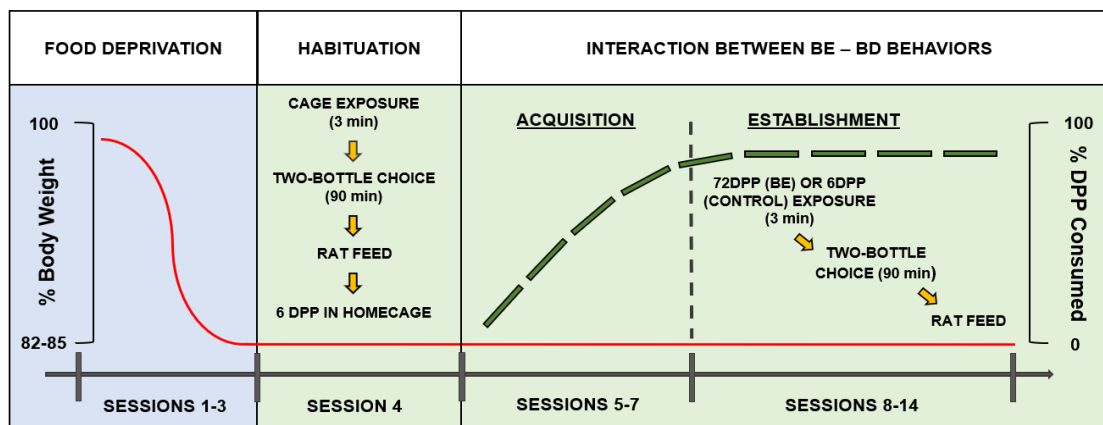 FOOD DEPRIVATION
HABITUATION
INTERACTION BETWEEN BE – BD BEHAVIORS
% Body Weight
100
82-85
CAGE EXPOSURE
(3 min)
TWO-BOTTLE CHOICE
(90 min)
RAT FEED
6 DPP IN HOMECAGE
ACQUISITION
ESTABLISHMENT
72DPP (BE) OR 6DPP
(CONTROL) EXPOSURE
(3 min)
TWO-BOTTLE
CHOICE (90 min)
RAT FEED
100
0
% DPP Consumed
SESSIONS 1-3
SESSION 4
SESSIONS 5-7
SESSIONS 8-14